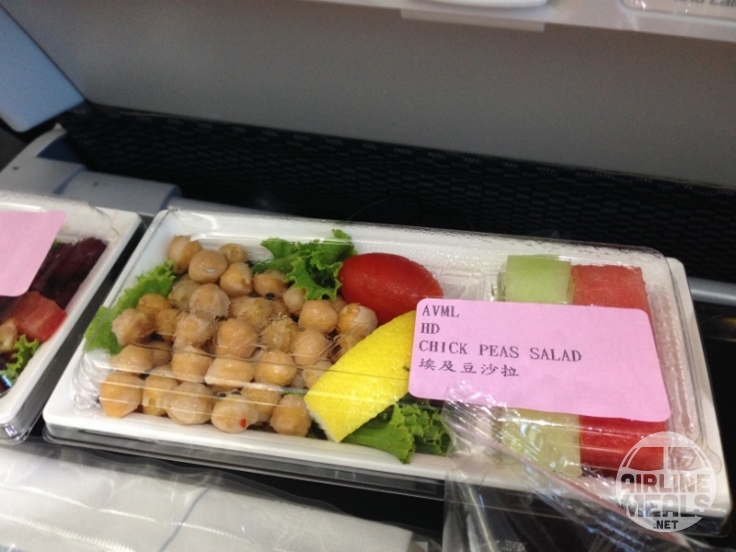 AVML
HD
CHICK PEAS SALAD
埃及豆沙拉
AIRLINE
MEALS
.NET